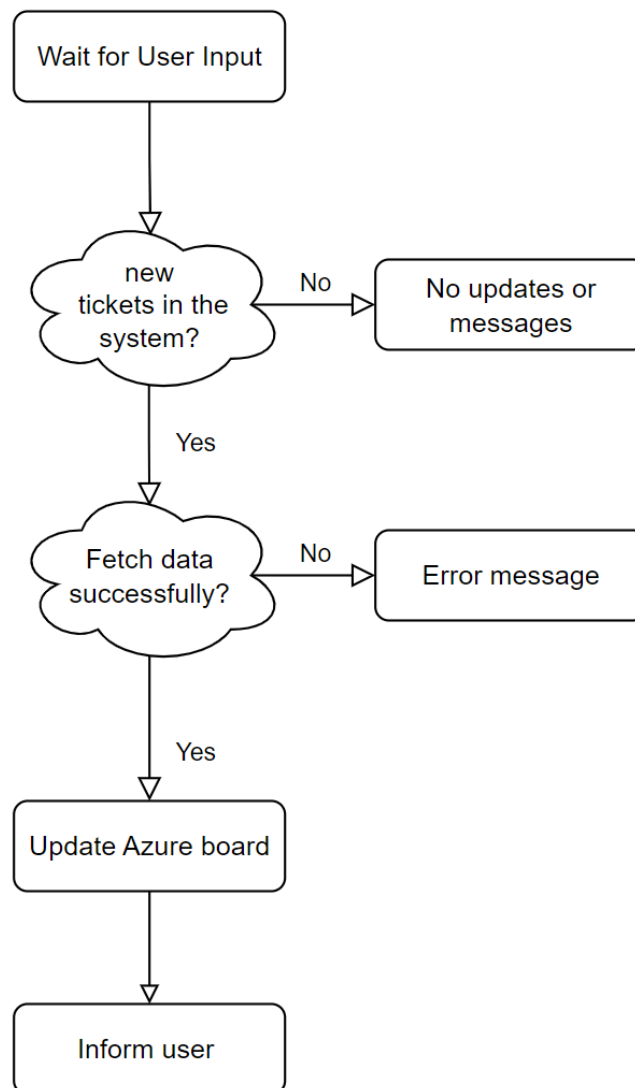 Wait for User Input
new
tickets in the
system?
No
No updates or
messages
Yes
Fetch data
successfully?
No
Error message
Yes
Update Azure board
Inform user